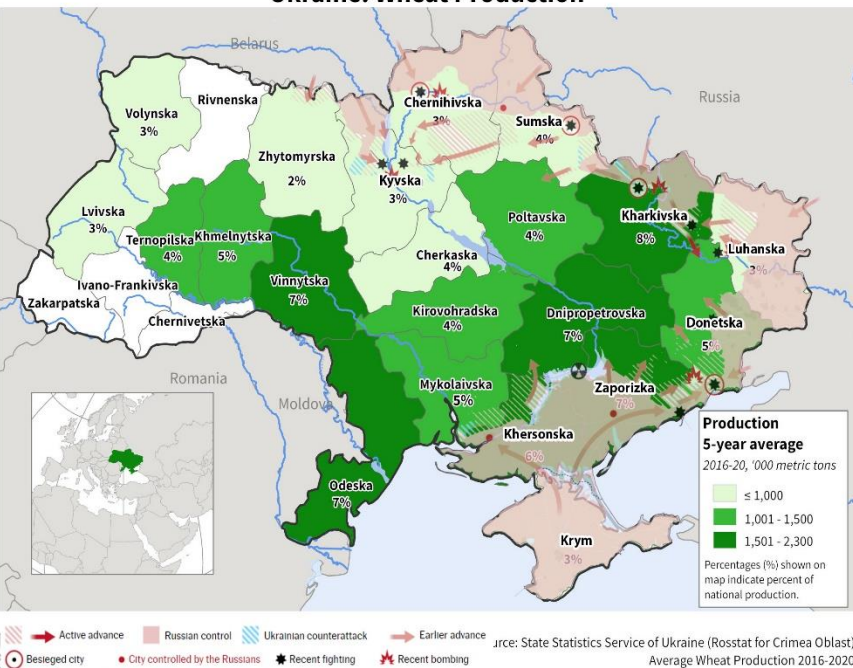 Ukraine: Wheat Production
Belarus
Russia
Volynska
3%
Rivnenska
Zhytomyrska
2%
Chernihivska
3%
Sumska
4%
Kyvska
3%
Lvivska
3%
Ternopilska
4%
Khmelnytska
5%
Poltavska
4%
Kharkivska
8%
Luhanska
3%
Cherkaska
4%
Ivano-Frankivska
Zakarpatska
Chernivetska
Vinnytska
7%
Kirovohradska
4%
Dnipropetrovska
7%
Donetska
5%
Romania
Moldova
Mykolaivska
5%
Zaporizka
7%
Khersonska
6%
Odeska
7%
Krym
3%
Production
5-year average
2016-20, '000 metric tons
≤ 1,000
1,001 - 1,500
1,501 - 2,300
Percentages (%) shown on
map indicate percent of
national production.
Active advance
Russian control
Ukrainian counterattack
Earlier advance
Besieged city
City controlled by the Russians
Recent fighting
Recent bombing
urce: State Statistics Service of Ukraine (Rosstat for Crimea Oblast)
Average Wheat Production 2016-2020